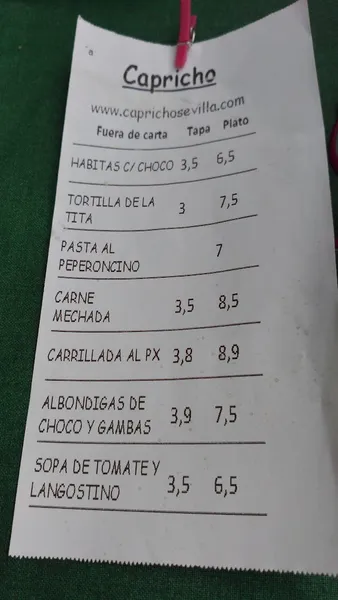 Capricho
www.caprichosevilla.com
Fuera de carta Tapa Plato
HABITAS C/ CHOCO 3,5 6,5
TORTILLA DE LA
TITA 3 7,5
PASTA AL
PEPERONCINO 7
CARNE
MECHADA 3,5 8,5
CARRILLADA AL PX 3,8 8,9
ALBONDIGAS DE
CHOCO Y GAMBAS 3,9 7,5
SOPA DE TOMATE Y
LANGOSTINO 3,5 6,5